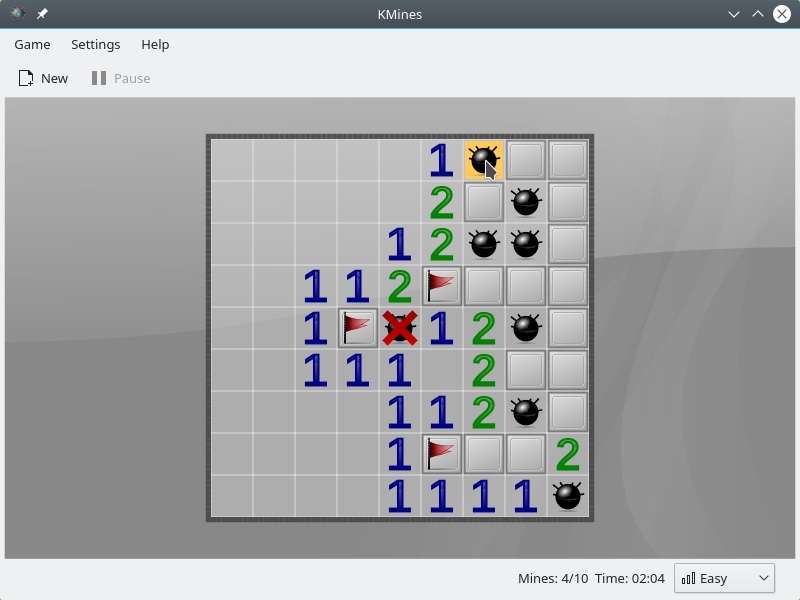 KMines
Game Settings Help
New Pause
1
2
1 2
1 1 2
1 1 2
1 1 1 2
1 1 2
1 2
1 1 1 1
Mines: 4/10 Time: 02:04 Easy